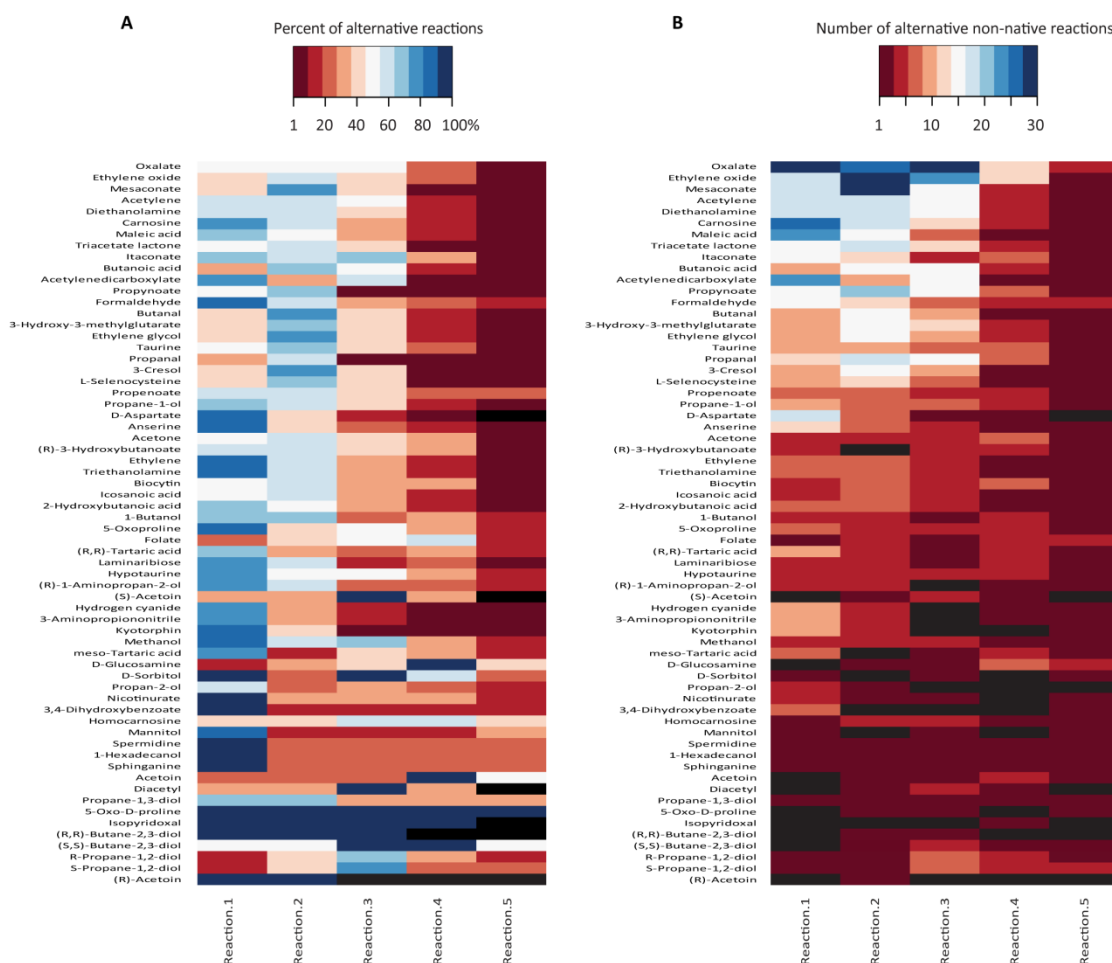 A
Percent of alternative reactions
1 20 40 60 80 100%
Oxalate
Ethylene oxide
Mesaconate
Acetylene
Diethanolamine
Carnosine
Maleic acid
Triacetate lactone
Itaconate
Butanoic acid
Acetylenedicarboxylate
Propynoate
Formaldehyde
Butanal
3-Hydroxy-3-methylglutarate
Ethylene glycol
Taurine
Propanal
3-Cresol
L-Selenocysteine
Propenoate
Propane-1-ol
D-Aspartate
Anserine
Acetone
(R)-3-Hydroxybutanoate
Ethylene
Triethanolamine
Biocytin
Icosanoic acid
2-Hydroxybutanoic acid
1-Butanol
5-Oxoproline
Folate
(R,R)-Tartaric acid
Laminaribiose
Hypotaurine
(R)-1-Aminopropan-2-ol
(S)-Acetoin
Hydrogen cyanide
3-Aminopropiononitrile
Kyotorphin
Methanol
meso-Tartaric acid
D-Glucosamine
D-Sorbitol
Propan-2-ol
Nicotinurate
3,4-Dihydroxybenzoate
Homocarnosine
Mannitol
Spermidine
1-Hexadecanol
Sphinganine
Acetoin
Diacetyl
Propane-1,3-diol
5-Oxo-D-proline
Isopyridoxal
(R,R)-Butane-2,3-diol
(S,S)-Butane-2,3-diol
R-Propane-1,2-diol
S-Propane-1,2-diol
(R)-Acetoin
Reaction.1
Reaction.2
Reaction.3
Reaction.4
Reaction.5
B
Number of alternative non-native reactions
1 10 20 30
Oxalate
Ethylene oxide
Mesaconate
Acetylene
Diethanolamine
Carnosine
Maleic acid
Triacetate lactone
Itaconate
Butanoic acid
Acetylenedicarboxylate
Propynoate
Formaldehyde
Butanal
3-Hydroxy-3-methylglutarate
Ethylene glycol
Taurine
Propanal
3-Cresol
L-Selenocysteine
Propenoate
Propane-1-ol
D-Aspartate
Anserine
Acetone
(R)-3-Hydroxybutanoate
Ethylene
Triethanolamine
Biocytin
Icosanoic acid
2-Hydroxybutanoic acid
1-Butanol
5-Oxoproline
Folate
(R,R)-Tartaric acid
Laminaribiose
Hypotaurine
(R)-1-Aminopropan-2-ol
(S)-Acetoin
Hydrogen cyanide
3-Aminopropiononitrile
Kyotorphin
Methanol
meso-Tartaric acid
D-Glucosamine
D-Sorbitol
Propan-2-ol
Nicotinurate
3,4-Dihydroxybenzoate
Homocarnosine
Mannitol
Spermidine
1-Hexadecanol
Sphinganine
Acetoin
Diacetyl
Propane-1,3-diol
5-Oxo-D-proline
Isopyridoxal
(R,R)-Butane-2,3-diol
(S,S)-Butane-2,3-diol
R-Propane-1,2-diol
S-Propane-1,2-diol
(R)-Acetoin
Reaction.1
Reaction.2
Reaction.3
Reaction.4
Reaction.5